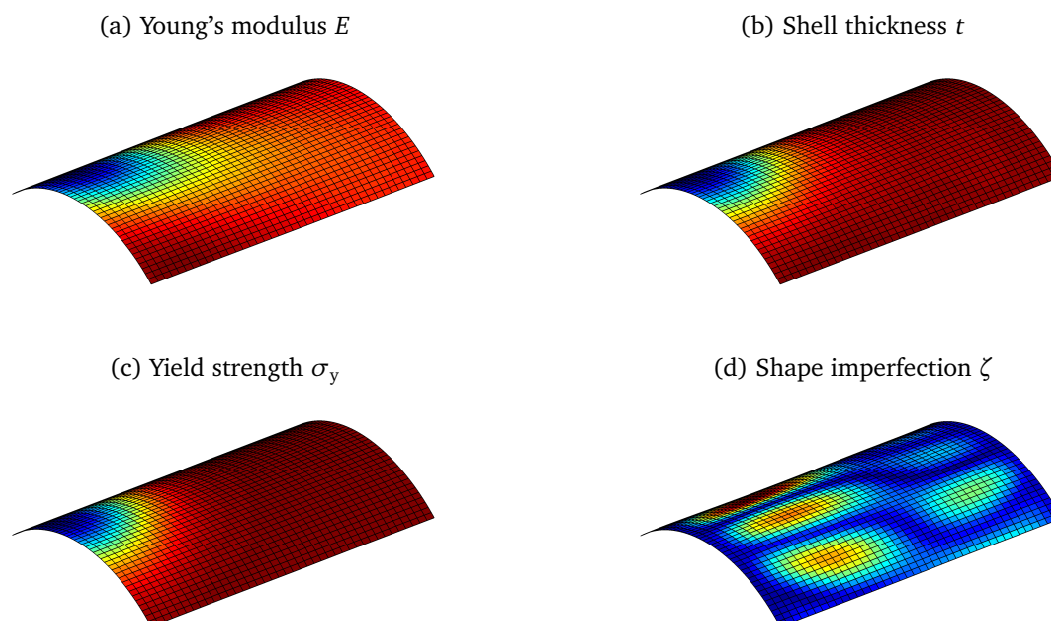 (a) Young's modulus E
(b) Shell thickness t
(c) Yield strength σy
(d) Shape imperfection ζ